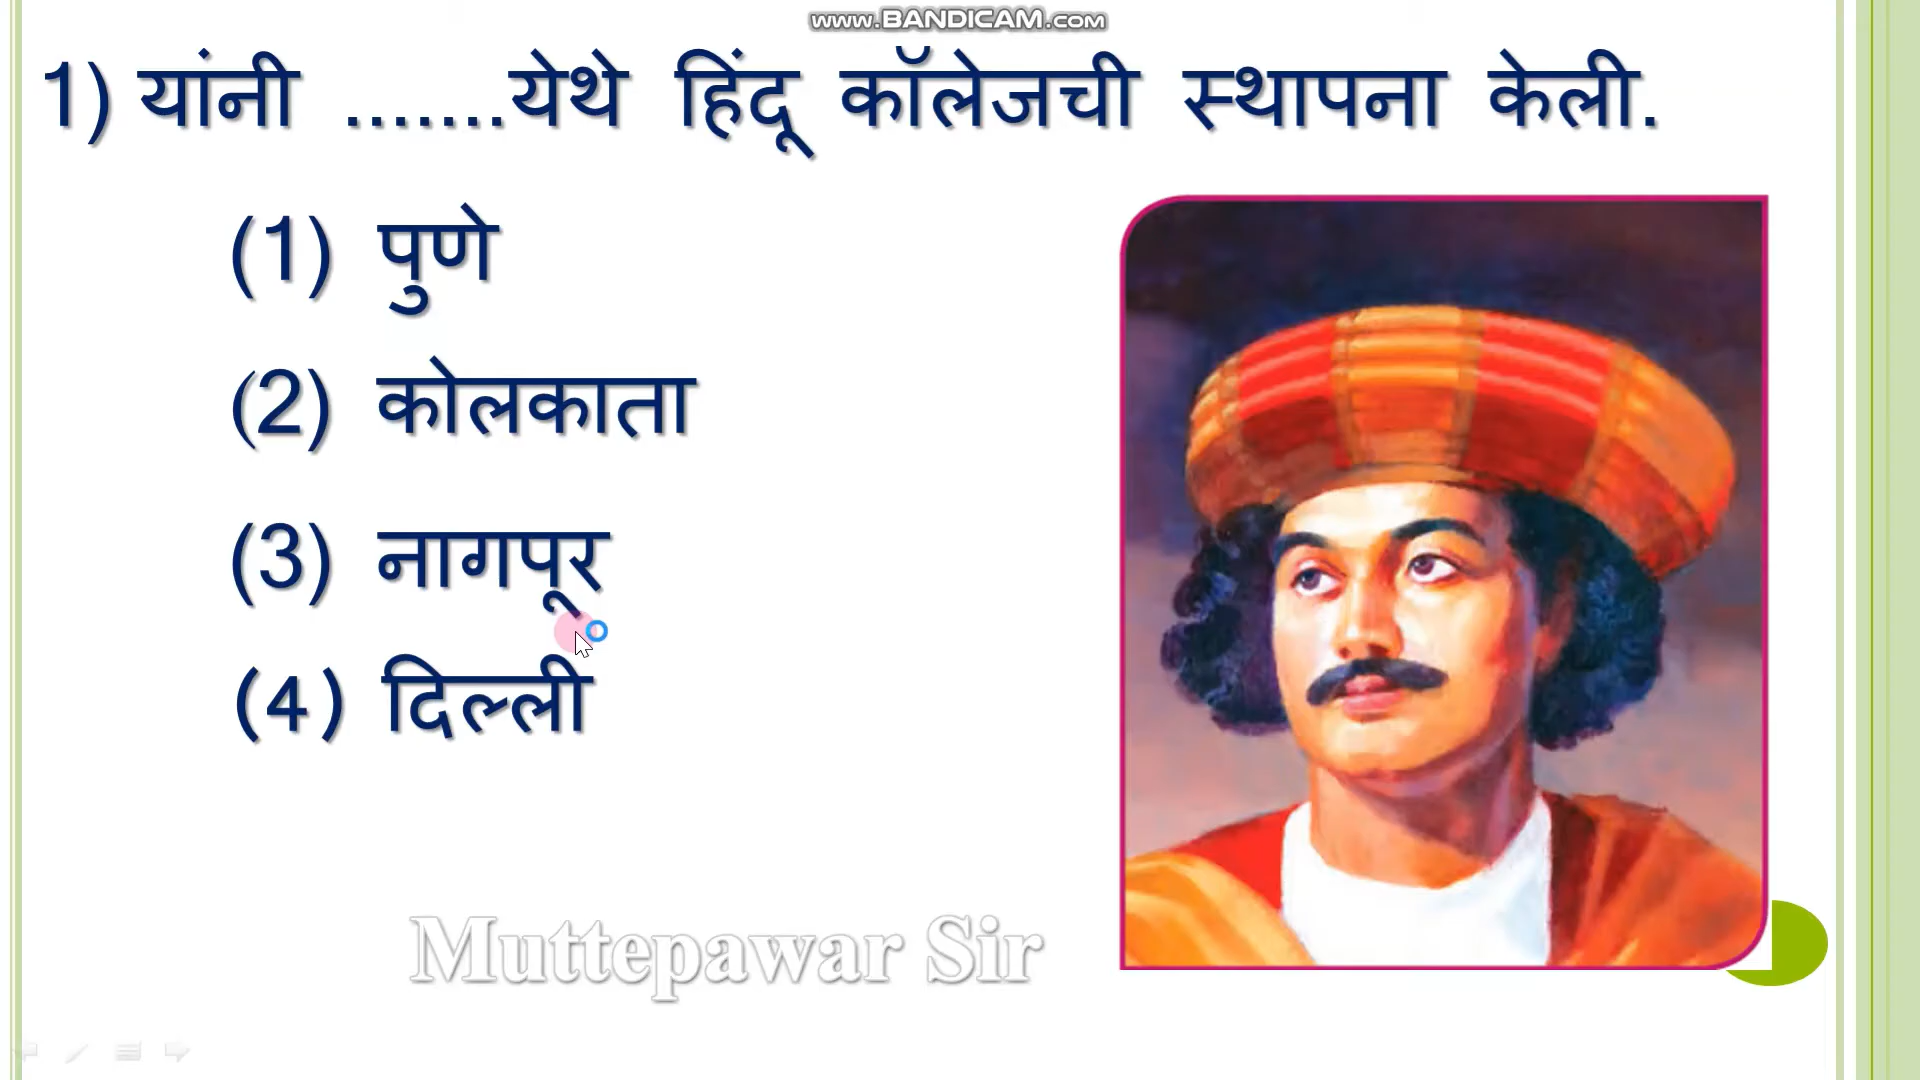 www.BANDICAM.com
1) यांनी .......येथे हिंदू कॉलेजची स्थापना केली.
(1) पुणे
(2) कोलकाता
(3) नागपूर
(4) दिल्ली
Muttepawar Sir